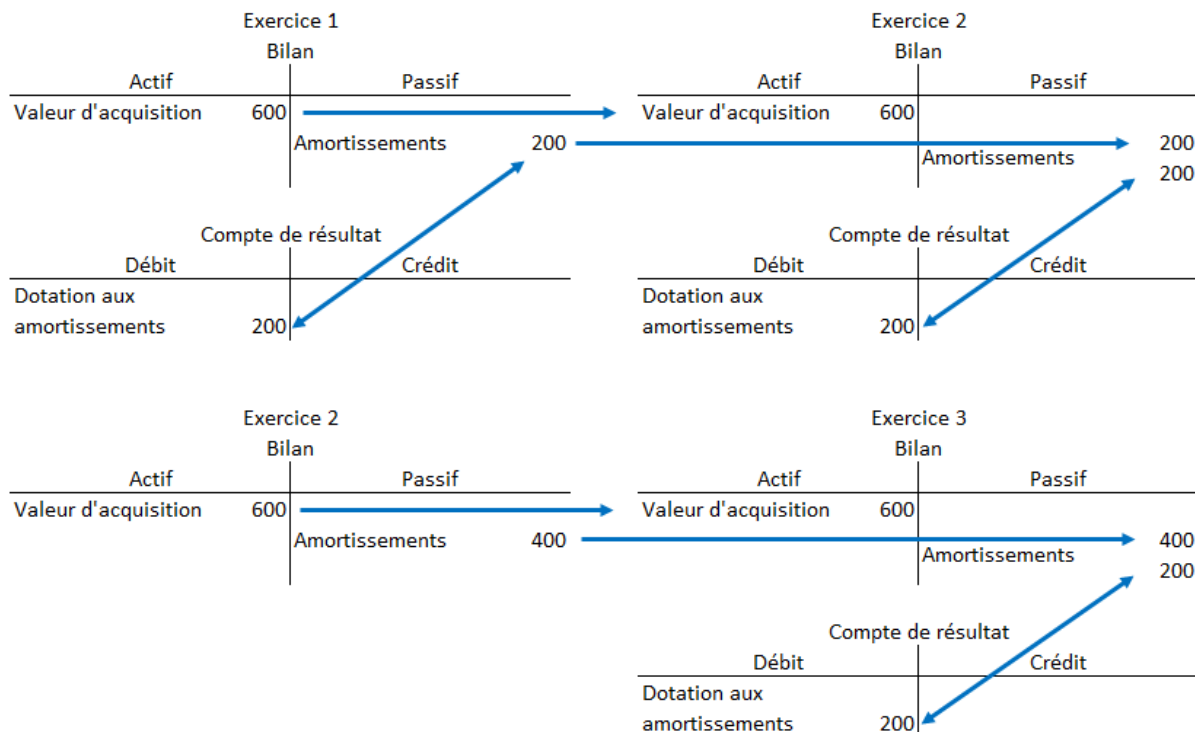 Exercice 1
Bilan
Actif Passif
Valeur d'acquisition 600
Amortissements 200
Compte de résultat
Débit Crédit
Dotation aux
amortissements 200
Exercice 2
Bilan
Actif Passif
Valeur d'acquisition 600
200
Amortissements
200
Compte de résultat
Débit Crédit
Dotation aux
amortissements 200
Exercice 2
Bilan
Actif Passif
Valeur d'acquisition 600
Amortissements 400
Exercice 3
Bilan
Actif Passif
Valeur d'acquisition 600
400
Amortissements
200
Compte de résultat
Débit Crédit
Dotation aux
amortissements 200